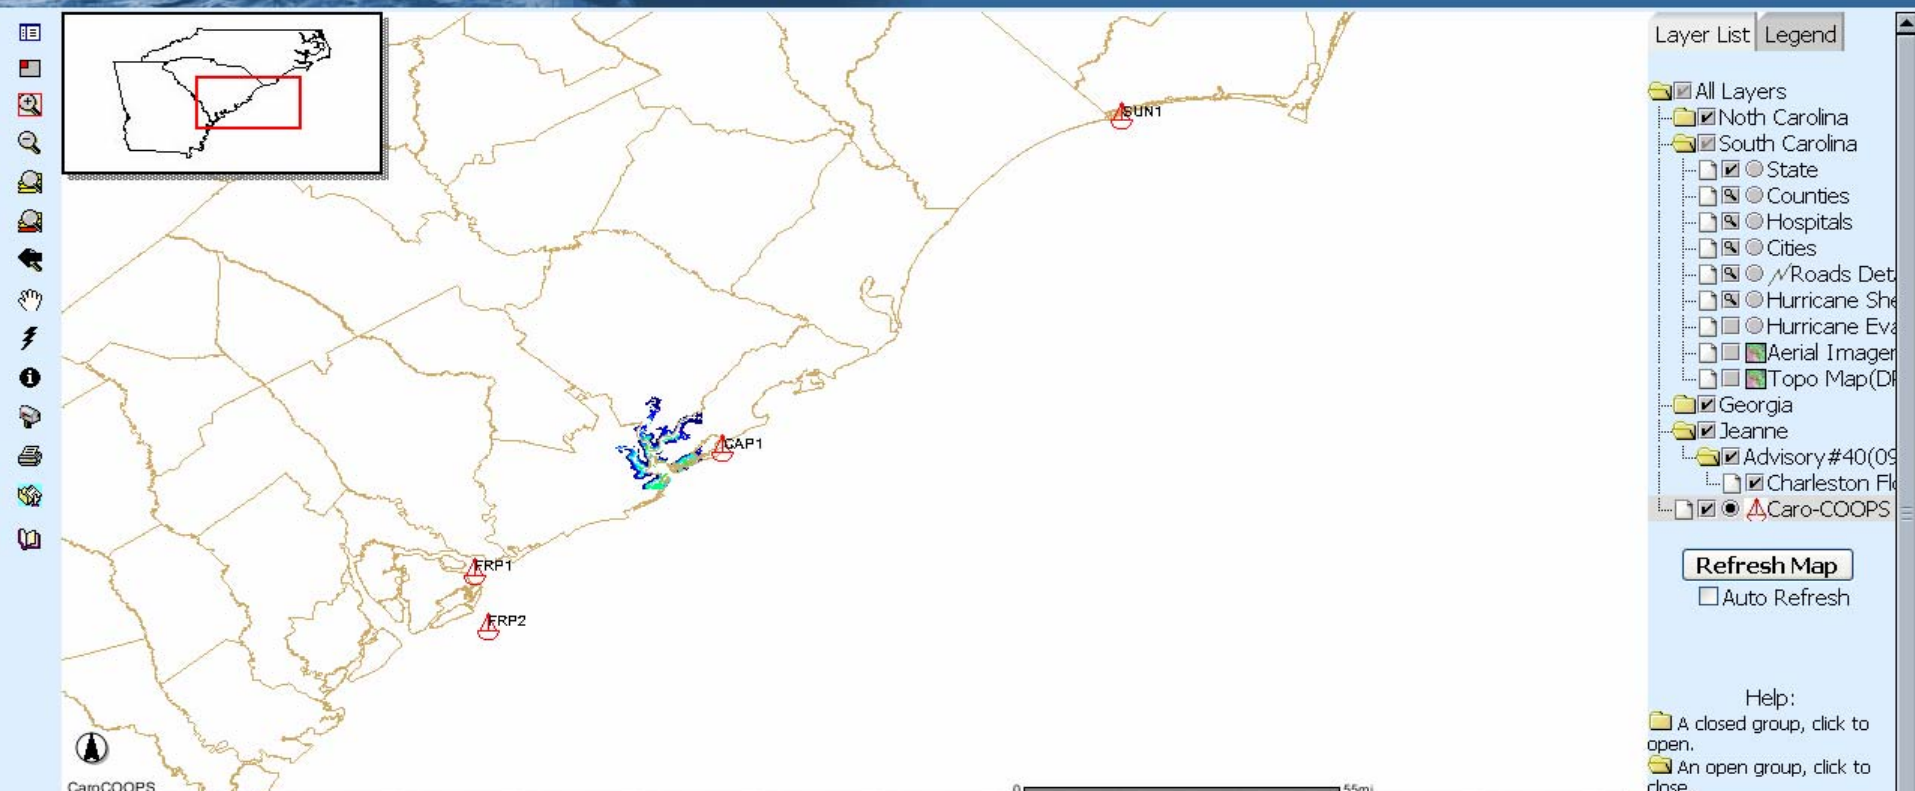 Layer List Legend
All Layers
Noth Carolina
South Carolina
State
Counties
Hospitals
Cities
Roads Det
Hurricane She
Hurricane Eva
Aerial Imager
Topo Map(D
Georgia
Jeanne
Advisory#40(09
Charleston Fl
Caro-COOPS
Refresh Map
Auto Refresh
Help:
A closed group, click to
open.
An open group, click to
close.
SUN1
CAP1
FRP1
FRP2
CaroCOOPS
0 55mi